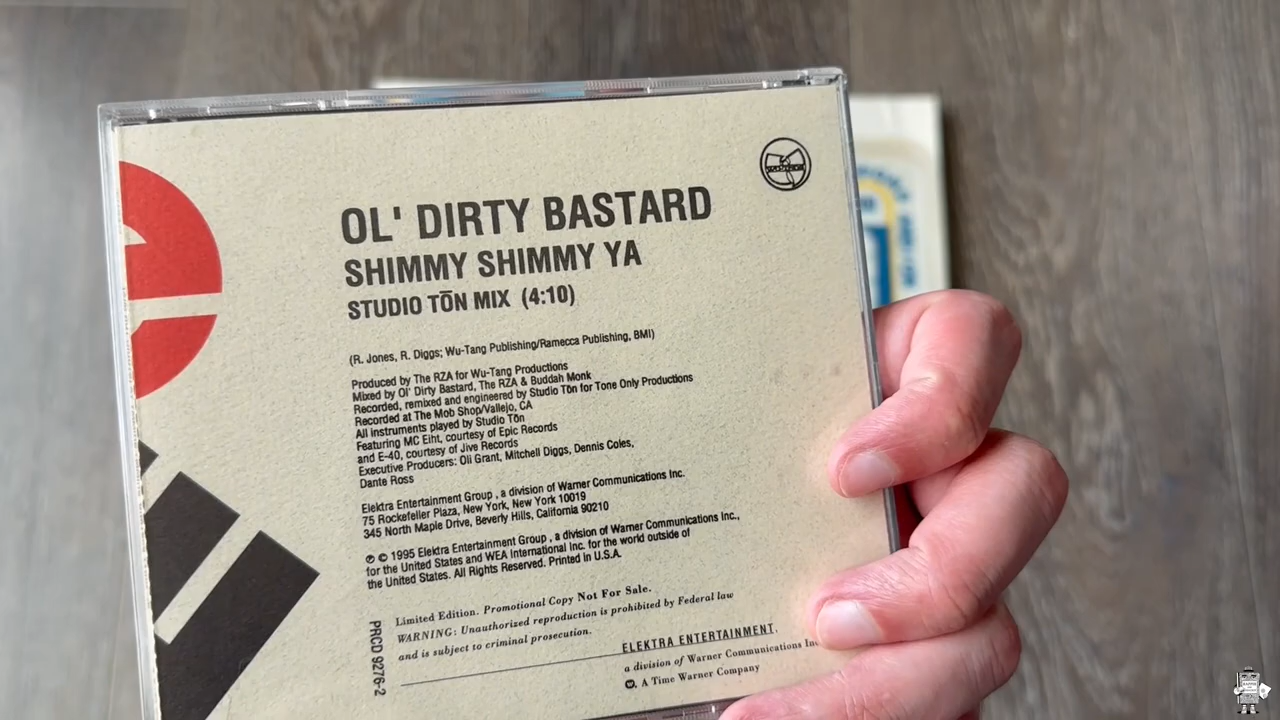 OL' DIRTY BASTARD
SHIMMY SHIMMY YA
STUDIO TŌN MIX (4:10)
(R. Jones, R. Diggs; Wu-Tang Publishing/Ramecca Publishing, BMI)
Produced by The RZA for Wu-Tang Productions
Mixed by Ol' Dirty Bastard, The RZA & Buddah Monk
Recorded, remixed and engineered by Studio Tōn for Tone Only Productions
Recorded at The Mob Shop/Vallejo, CA
All instruments played by Studio Tōn
Featuring MC Eiht, courtesy of Epic Records
and E-40, courtesy of Jive Records
Executive Producers: Oli Grant, Mitchell Diggs, Dennis Coles,
Dante Ross
Elektra Entertainment Group , a division of Warner Communications Inc.
75 Rockefeller Plaza, New York, New York 10019
345 North Maple Drive, Beverly Hills, California 90210
℗ © 1995 Elektra Entertainment Group , a division of Warner Communications Inc.,
for the United States and WEA International Inc. for the world outside of
the United States. All Rights Reserved. Printed in U.S.A.
Limited Edition. Promotional Copy Not For Sale.
WARNING: Unauthorized reproduction is prohibited by Federal law
and is subject to criminal prosecution.
PRCD 9276-2
ELEKTRA ENTERTAINMENT,
a division of Warner Communications Inc
A Time Warner Company